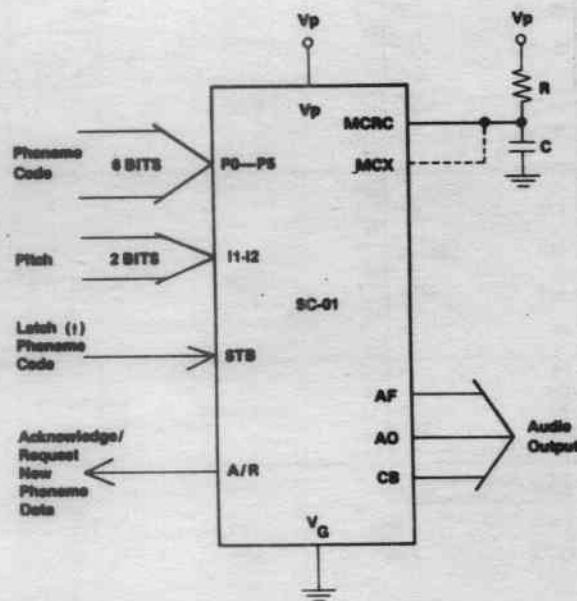 Vp
Vp
R
C
Vp
MCRC
MCX
Phoneme
Code
6 BITS
P0—P5
Pitch
2 BITS
I1-I2
SC-01
Latch (↑)
Phoneme
Code
STB
Acknowledge/
Request
New
Phoneme
Data
A/R
AF
AO
CB
Audio
Output
VG